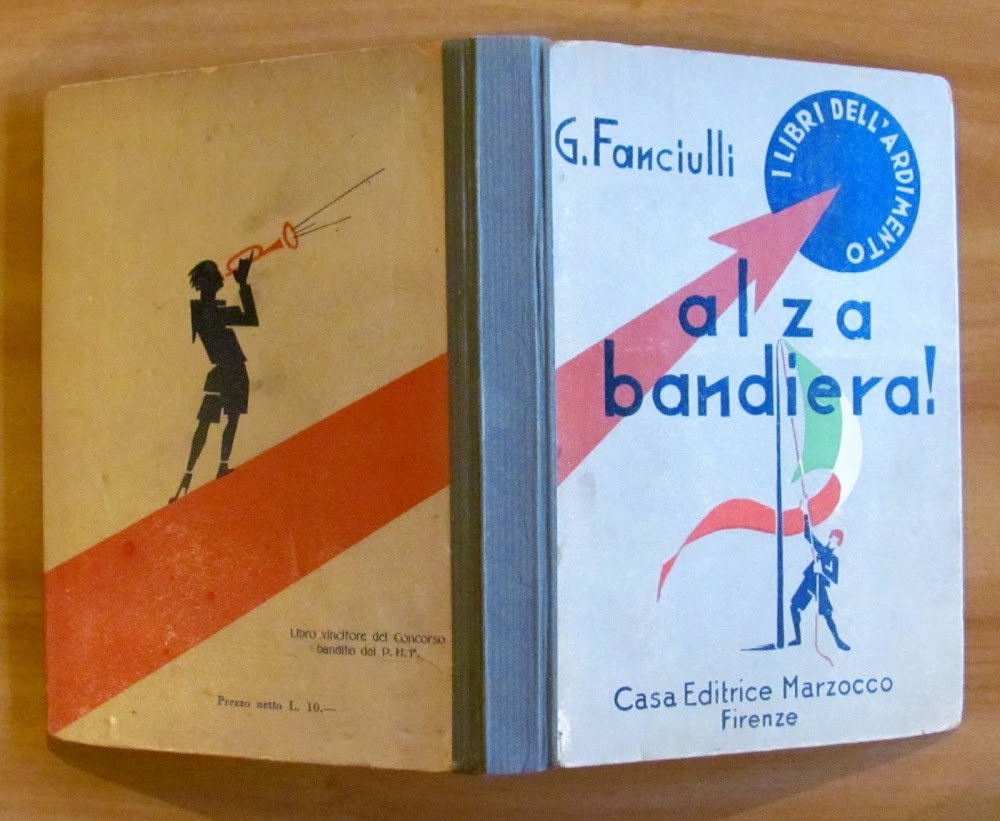 G. Fanciulli
I LIBRI DELL'ARDIMENTO
alza
bandiera!
Casa Editrice Marzocco
Firenze
Libro vincitore del Concorso
bandito dal P. N. F.
Prezzo netto L. 10,—